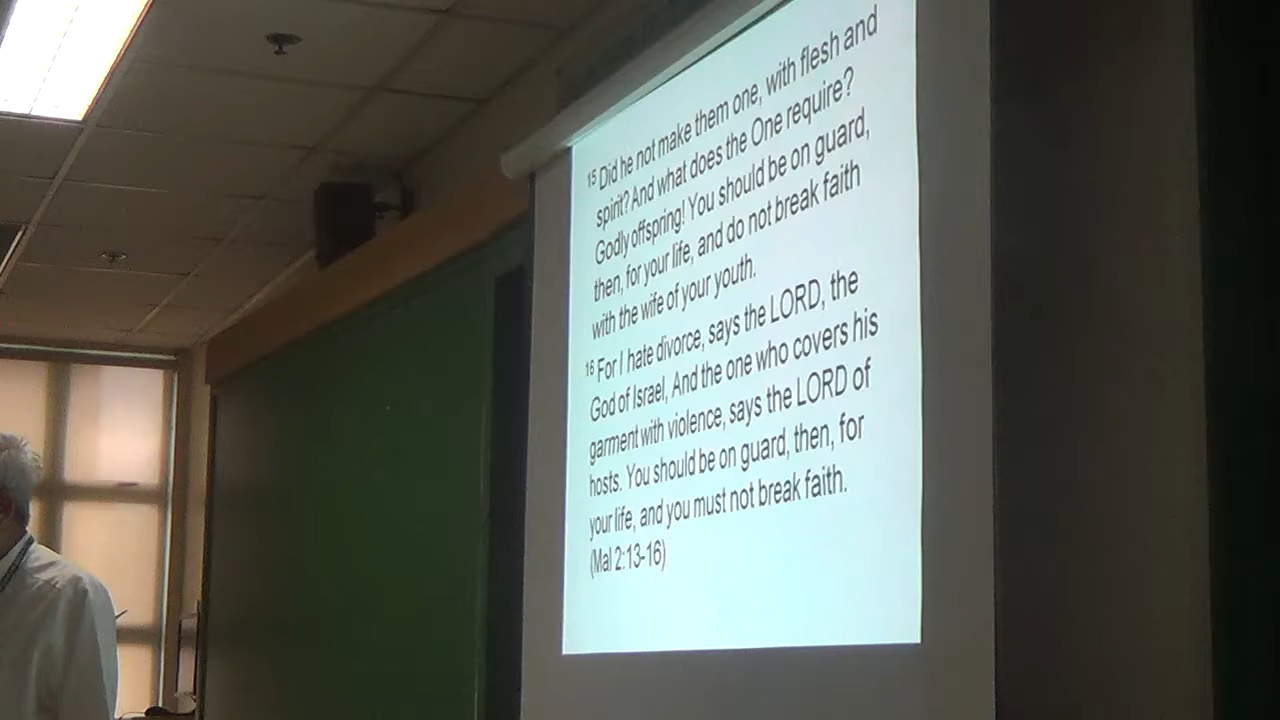 15 Did he not make them one, with flesh and
spirit? And what does the One require?
Godly offspring! You should be on guard,
then, for your life, and do not break faith
with the wife of your youth.
16 For I hate divorce, says the LORD, the
God of Israel, And the one who covers his
garment with violence, says the LORD of
hosts. You should be on guard, then, for
your life, and you must not break faith.
(Mal 2:13-16)